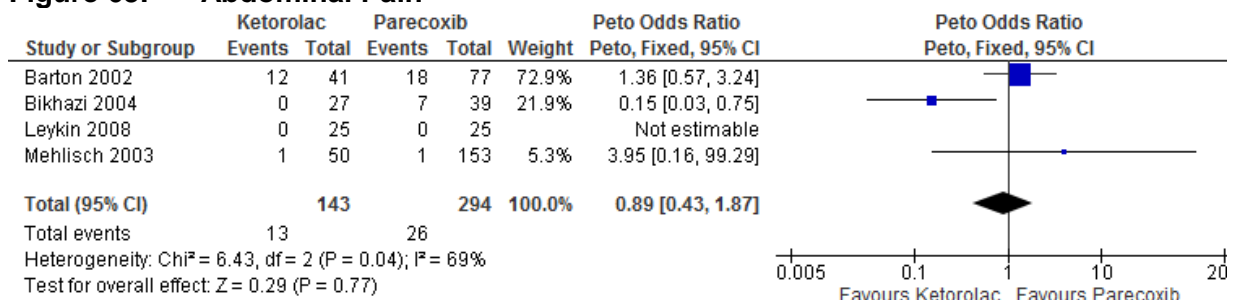 Ketorolac Parecoxib Peto Odds Ratio Peto Odds Ratio
Study or Subgroup Events Total Events Total Weight Peto, Fixed, 95% CI Peto, Fixed, 95% CI
Barton 2002 12 41 18 77 72.9% 1.36 [0.57, 3.24]
Bikhazi 2004 0 27 7 39 21.9% 0.15 [0.03, 0.75]
Leykin 2008 0 25 0 25 Not estimable
Mehlisch 2003 1 50 1 153 5.3% 3.95 [0.16, 99.29]
Total (95% CI) 143 294 100.0% 0.89 [0.43, 1.87]
Total events 13 26
Heterogeneity: Chi² = 6.43, df = 2 (P = 0.04); I² = 69%
Test for overall effect: Z = 0.29 (P = 0.77)
0.005 0.1 1 10 20
Favours Ketorolac Favours Parecoxib